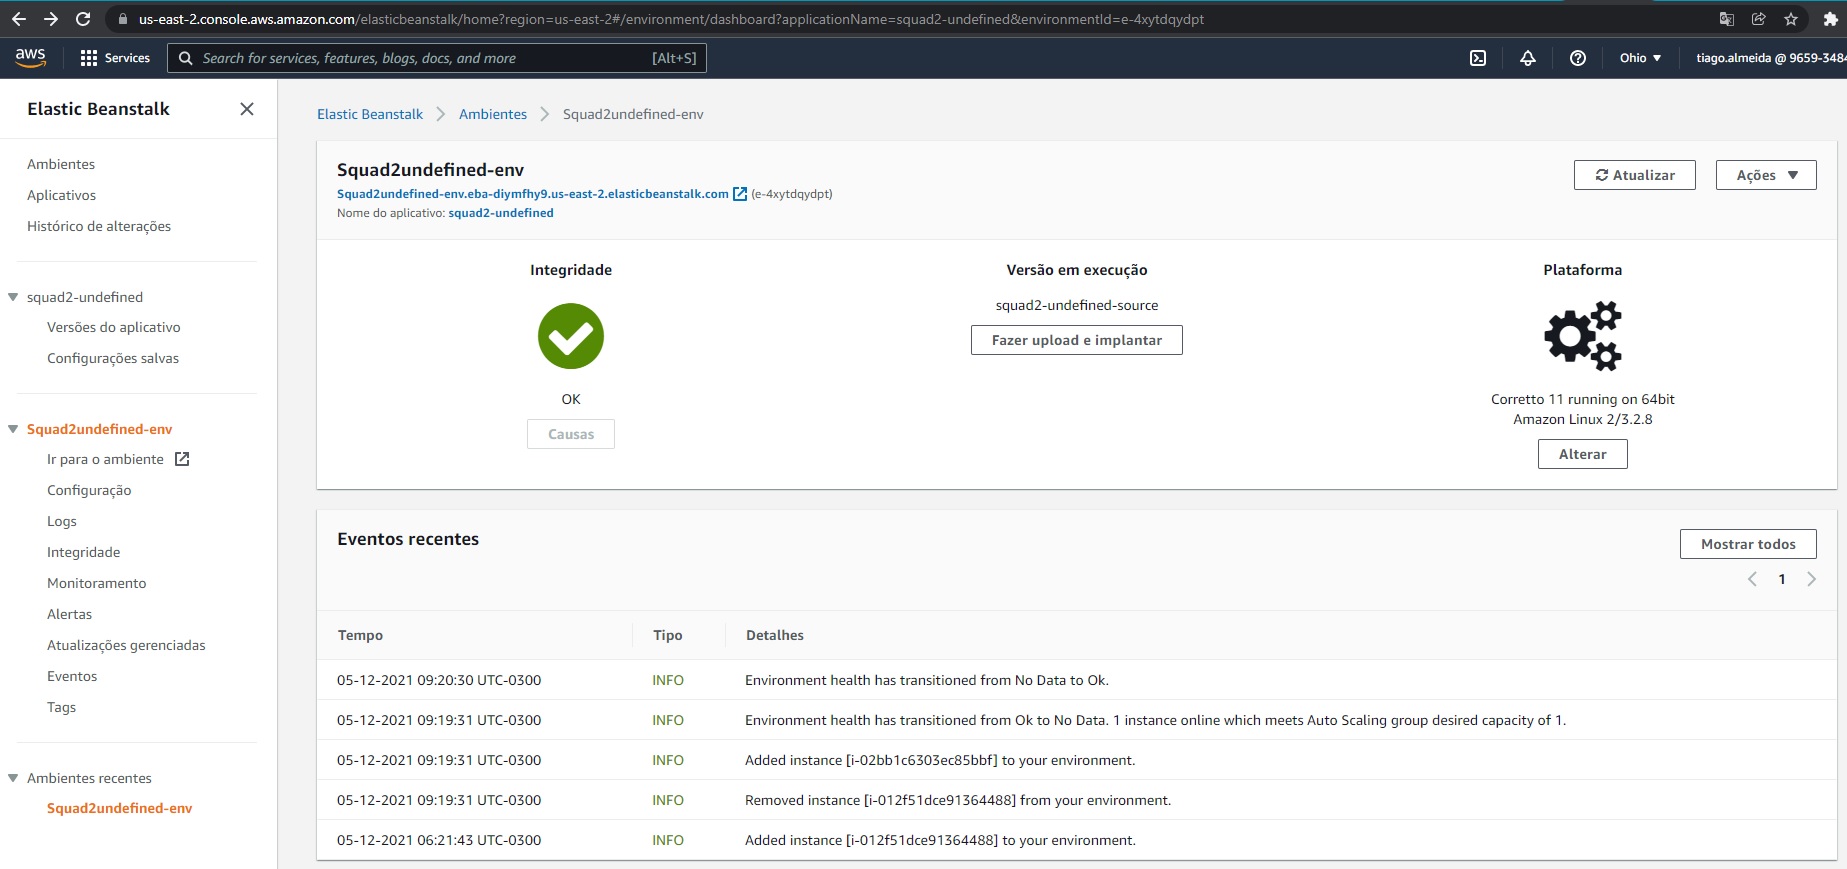 us-east-2.console.aws.amazon.com/elasticbeanstalk/home?region=us-east-2#/environment/dashboard?applicationName=squad2-undefined&environmentId=e-4xytdqydpt
aws Services Search for services, features, blogs, docs, and more [Alt+S] Ohio ▼ tiago.almeida @ 9659-348
Elastic Beanstalk
Ambientes
Aplicativos
Histórico de alterações
squad2-undefined
Versões do aplicativo
Configurações salvas
Squad2undefined-env
Ir para o ambiente
Configuração
Logs
Integridade
Monitoramento
Alertas
Atualizações gerenciadas
Eventos
Tags
Ambientes recentes
Squad2undefined-env
Elastic Beanstalk > Ambientes > Squad2undefined-env
Squad2undefined-env
Squad2undefined-env.eba-diymfhy9.us-east-2.elasticbeanstalk.com (e-4xytdqydpt)
Nome do aplicativo: squad2-undefined
Atualizar
Ações ▼
Integridade
OK
Causas
Versão em execução
squad2-undefined-source
Fazer upload e implantar
Plataforma
Corretto 11 running on 64bit
Amazon Linux 2/3.2.8
Alterar
Eventos recentes
Mostrar todos
< 1 >
Tempo Tipo Detalhes
05-12-2021 09:20:30 UTC-0300 INFO Environment health has transitioned from No Data to Ok.
05-12-2021 09:19:31 UTC-0300 INFO Environment health has transitioned from Ok to No Data. 1 instance online which meets Auto Scaling group desired capacity of 1.
05-12-2021 09:19:31 UTC-0300 INFO Added instance [i-02bb1c6303ec85bbf] to your environment.
05-12-2021 09:19:31 UTC-0300 INFO Removed instance [i-012f51dce91364488] from your environment.
05-12-2021 06:21:43 UTC-0300 INFO Added instance [i-012f51dce91364488] to your environment.